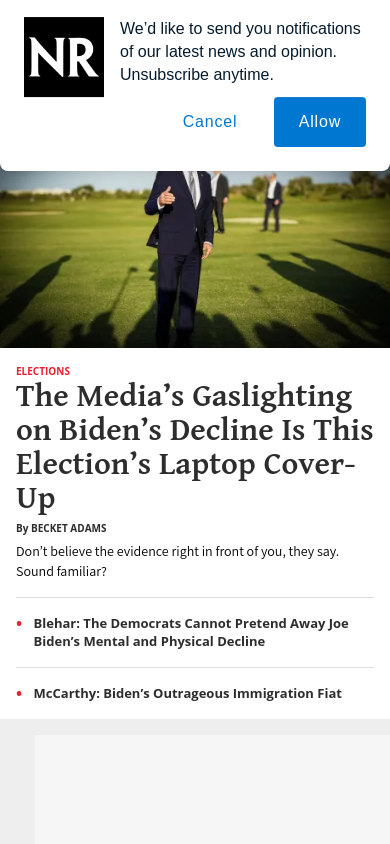 NR
We’d like to send you notifications
of our latest news and opinion.
Unsubscribe anytime.
Cancel
Allow
ELECTIONS
The Media’s Gaslighting
on Biden’s Decline Is This
Election’s Laptop Cover-
Up
By BECKET ADAMS
Don’t believe the evidence right in front of you, they say.
Sound familiar?
Blehar: The Democrats Cannot Pretend Away Joe
Biden’s Mental and Physical Decline
McCarthy: Biden’s Outrageous Immigration Fiat